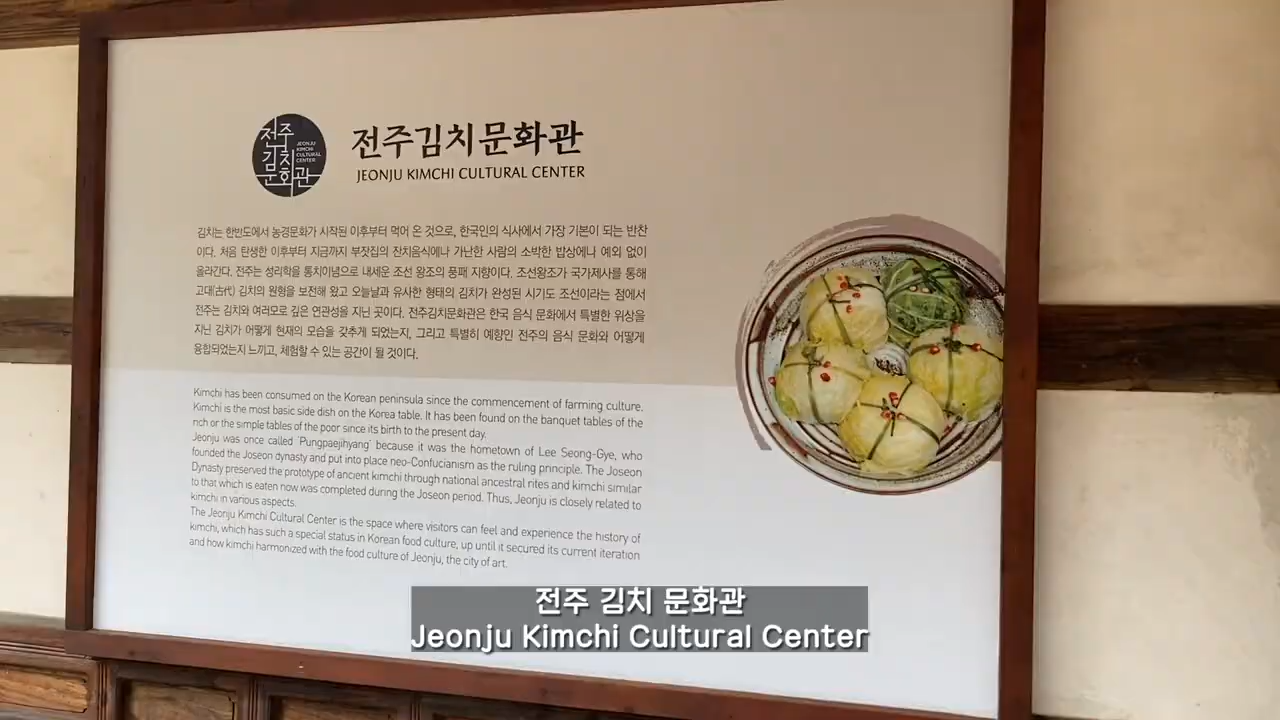 전주
김치
문화관
JEONJU
KIMCHI
CULTURAL
CENTER
전주김치문화관
JEONJU KIMCHI CULTURAL CENTER
김치는 한반도에서 농경문화가 시작된 이후부터 먹어 온 것으로, 한국인의 식사에서 가장 기본이 되는 반찬
이다. 처음 탄생한 이후부터 지금까지 부잣집의 잔치음식에나 가난한 사람의 소박한 밥상에나 예외 없이
올라간다. 전주는 성리학을 통치이념으로 내세운 조선 왕조의 풍패 지향이다. 조선왕조가 국가제사를 통해
고대(古代) 김치의 원형을 보전해 왔고 오늘날과 유사한 형태의 김치가 완성된 시기도 조선이라는 점에서
전주는 김치와 여러모로 깊은 연관성을 지닌 곳이다. 전주김치문화관은 한국 음식 문화에서 특별한 위상을
지닌 김치가 어떻게 현재의 모습을 갖추게 되었는지, 그리고 특별히 예향인 전주의 음식 문화와 어떻게
융합되었는지 느끼고, 체험할 수 있는 공간이 될 것이다.
Kimchi has been consumed on the Korean peninsula since the commencement of farming culture.
Kimchi is the most basic side dish on the Korea table. It has been found on the banquet tables of the
rich or the simple tables of the poor since its birth to the present day.
Jeonju was once called 'Pungpaejihyang' because it was the hometown of Lee Seong-Gye, who
founded the Joseon dynasty and put into place neo-Confucianism as the ruling principle. The Joseon
Dynasty preserved the prototype of ancient kimchi through national ancestral rites and kimchi similar
to that which is eaten now was completed during the Joseon period. Thus, Jeonju is closely related to
kimchi in various aspects.
The Jeonju Kimchi Cultural Center is the space where visitors can feel and experience the history of
kimchi, which has such a special status in Korean food culture, up until it secured its current iteration
and how kimchi harmonized with the food culture of Jeonju, the city of art.
전주 김치 문화관
Jeonju Kimchi Cultural Center